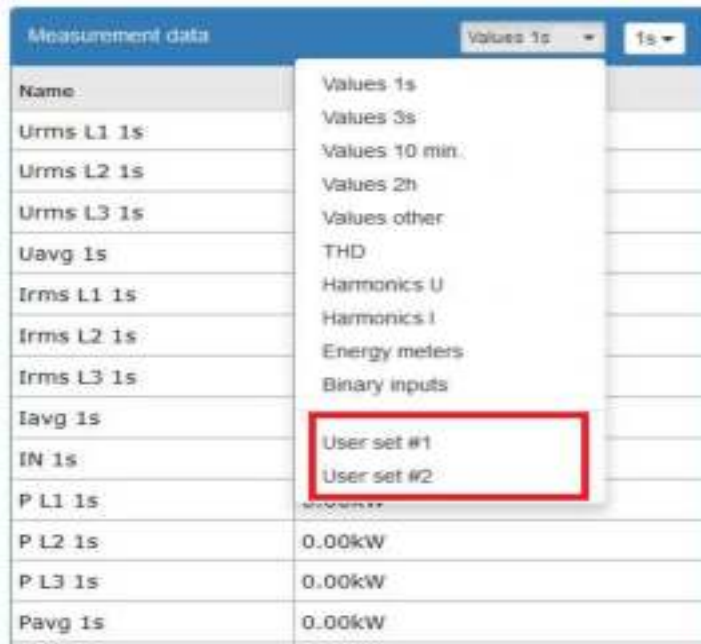 Measurement data
Values 1s
1s
Name
Values 1s
Values 3s
Values 10 min.
Values 2h
Values other
THD
Harmonics U
Harmonics I
Energy meters
Binary inputs
User set #1
User set #2
Urms L1 1s
Urms L2 1s
Urms L3 1s
Uavg 1s
Irms L1 1s
Irms L2 1s
Irms L3 1s
Iavg 1s
IN 1s
P L1 1s
P L2 1s 0.00kW
P L3 1s 0.00kW
Pavg 1s 0.00kW